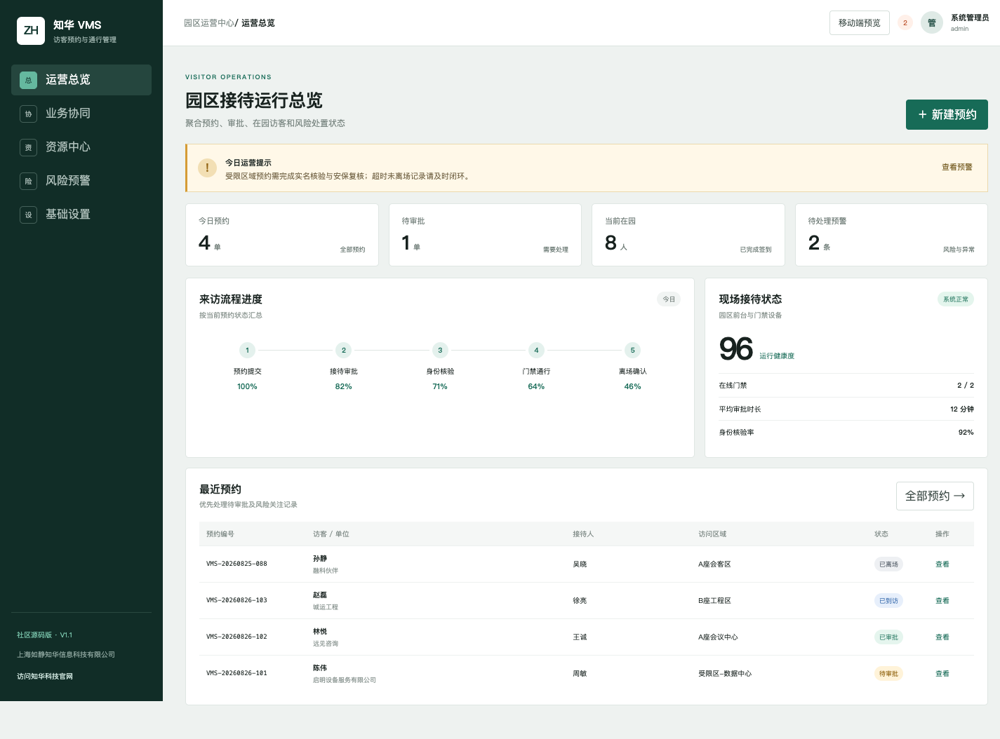 ZH
知华 VMS
访客预约与通行管理
总 运营总览
协 业务协同
资 资源中心
险 风险预警
设 基础设置
社区源码版 · V1.1
上海如静知华信息科技有限公司
访问知华科技官网
园区运营中心/ 运营总览
移动端预览
2
管
系统管理员
admin
VISITOR OPERATIONS
园区接待运行总览
聚合预约、审批、在园访客和风险处置状态
+ 新建预约
!
今日运营提示
受限区域预约需完成实名核验与安保复核；超时未离场记录请及时闭环。
查看预警
今日预约
4 单
全部预约
待审批
1 单
需要处理
当前在园
8 人
已完成签到
待处理预警
2 条
风险与异常
来访流程进度
按当前预约状态汇总
今日
1 2 3 4 5
预约提交 接待审批 身份核验 门禁通行 离场确认
100% 82% 71% 64% 46%
现场接待状态
园区前台与门禁设备
系统正常
96 运行健康度
在线门禁 2 / 2
平均审批时长 12 分钟
身份核验率 92%
最近预约
优先处理待审批及风险关注记录
全部预约 →
预约编号 访客 / 单位 接待人 访问区域 状态 操作
VMS-20260825-088 孙静 吴晓 A座会客区 已离场 查看
融科伙伴
VMS-20260826-103 赵磊 徐亮 B座工程区 已到访 查看
城运工程
VMS-20260826-102 林悦 王诚 A座会议中心 已审批 查看
远见咨询
VMS-20260826-101 陈伟 周敏 受限区-数据中心 待审批 查看
启明设备服务有限公司